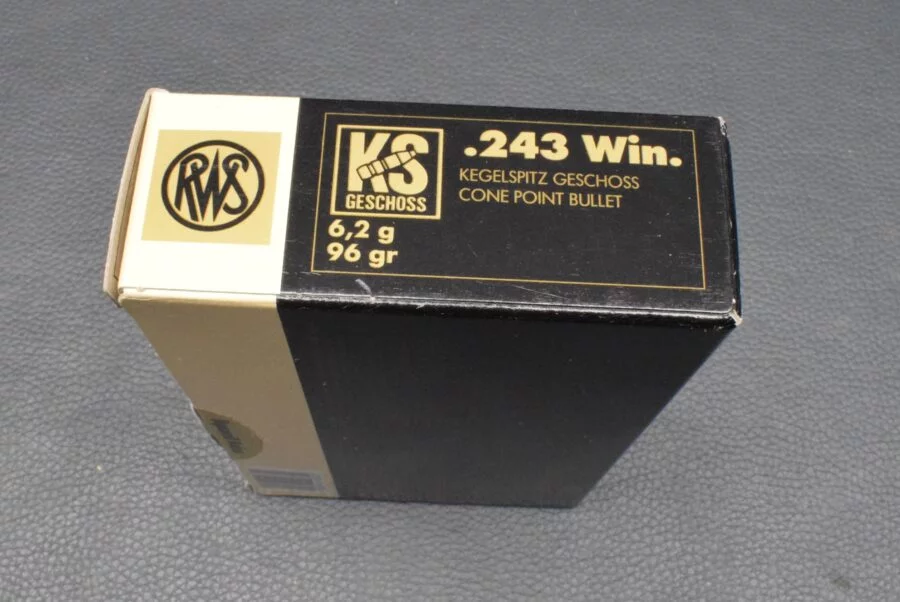 RWS
KS
GESCHOSS
6,2 g
96 gr
.243 Win.
KEGELSPITZ GESCHOSS
CONE POINT BULLET